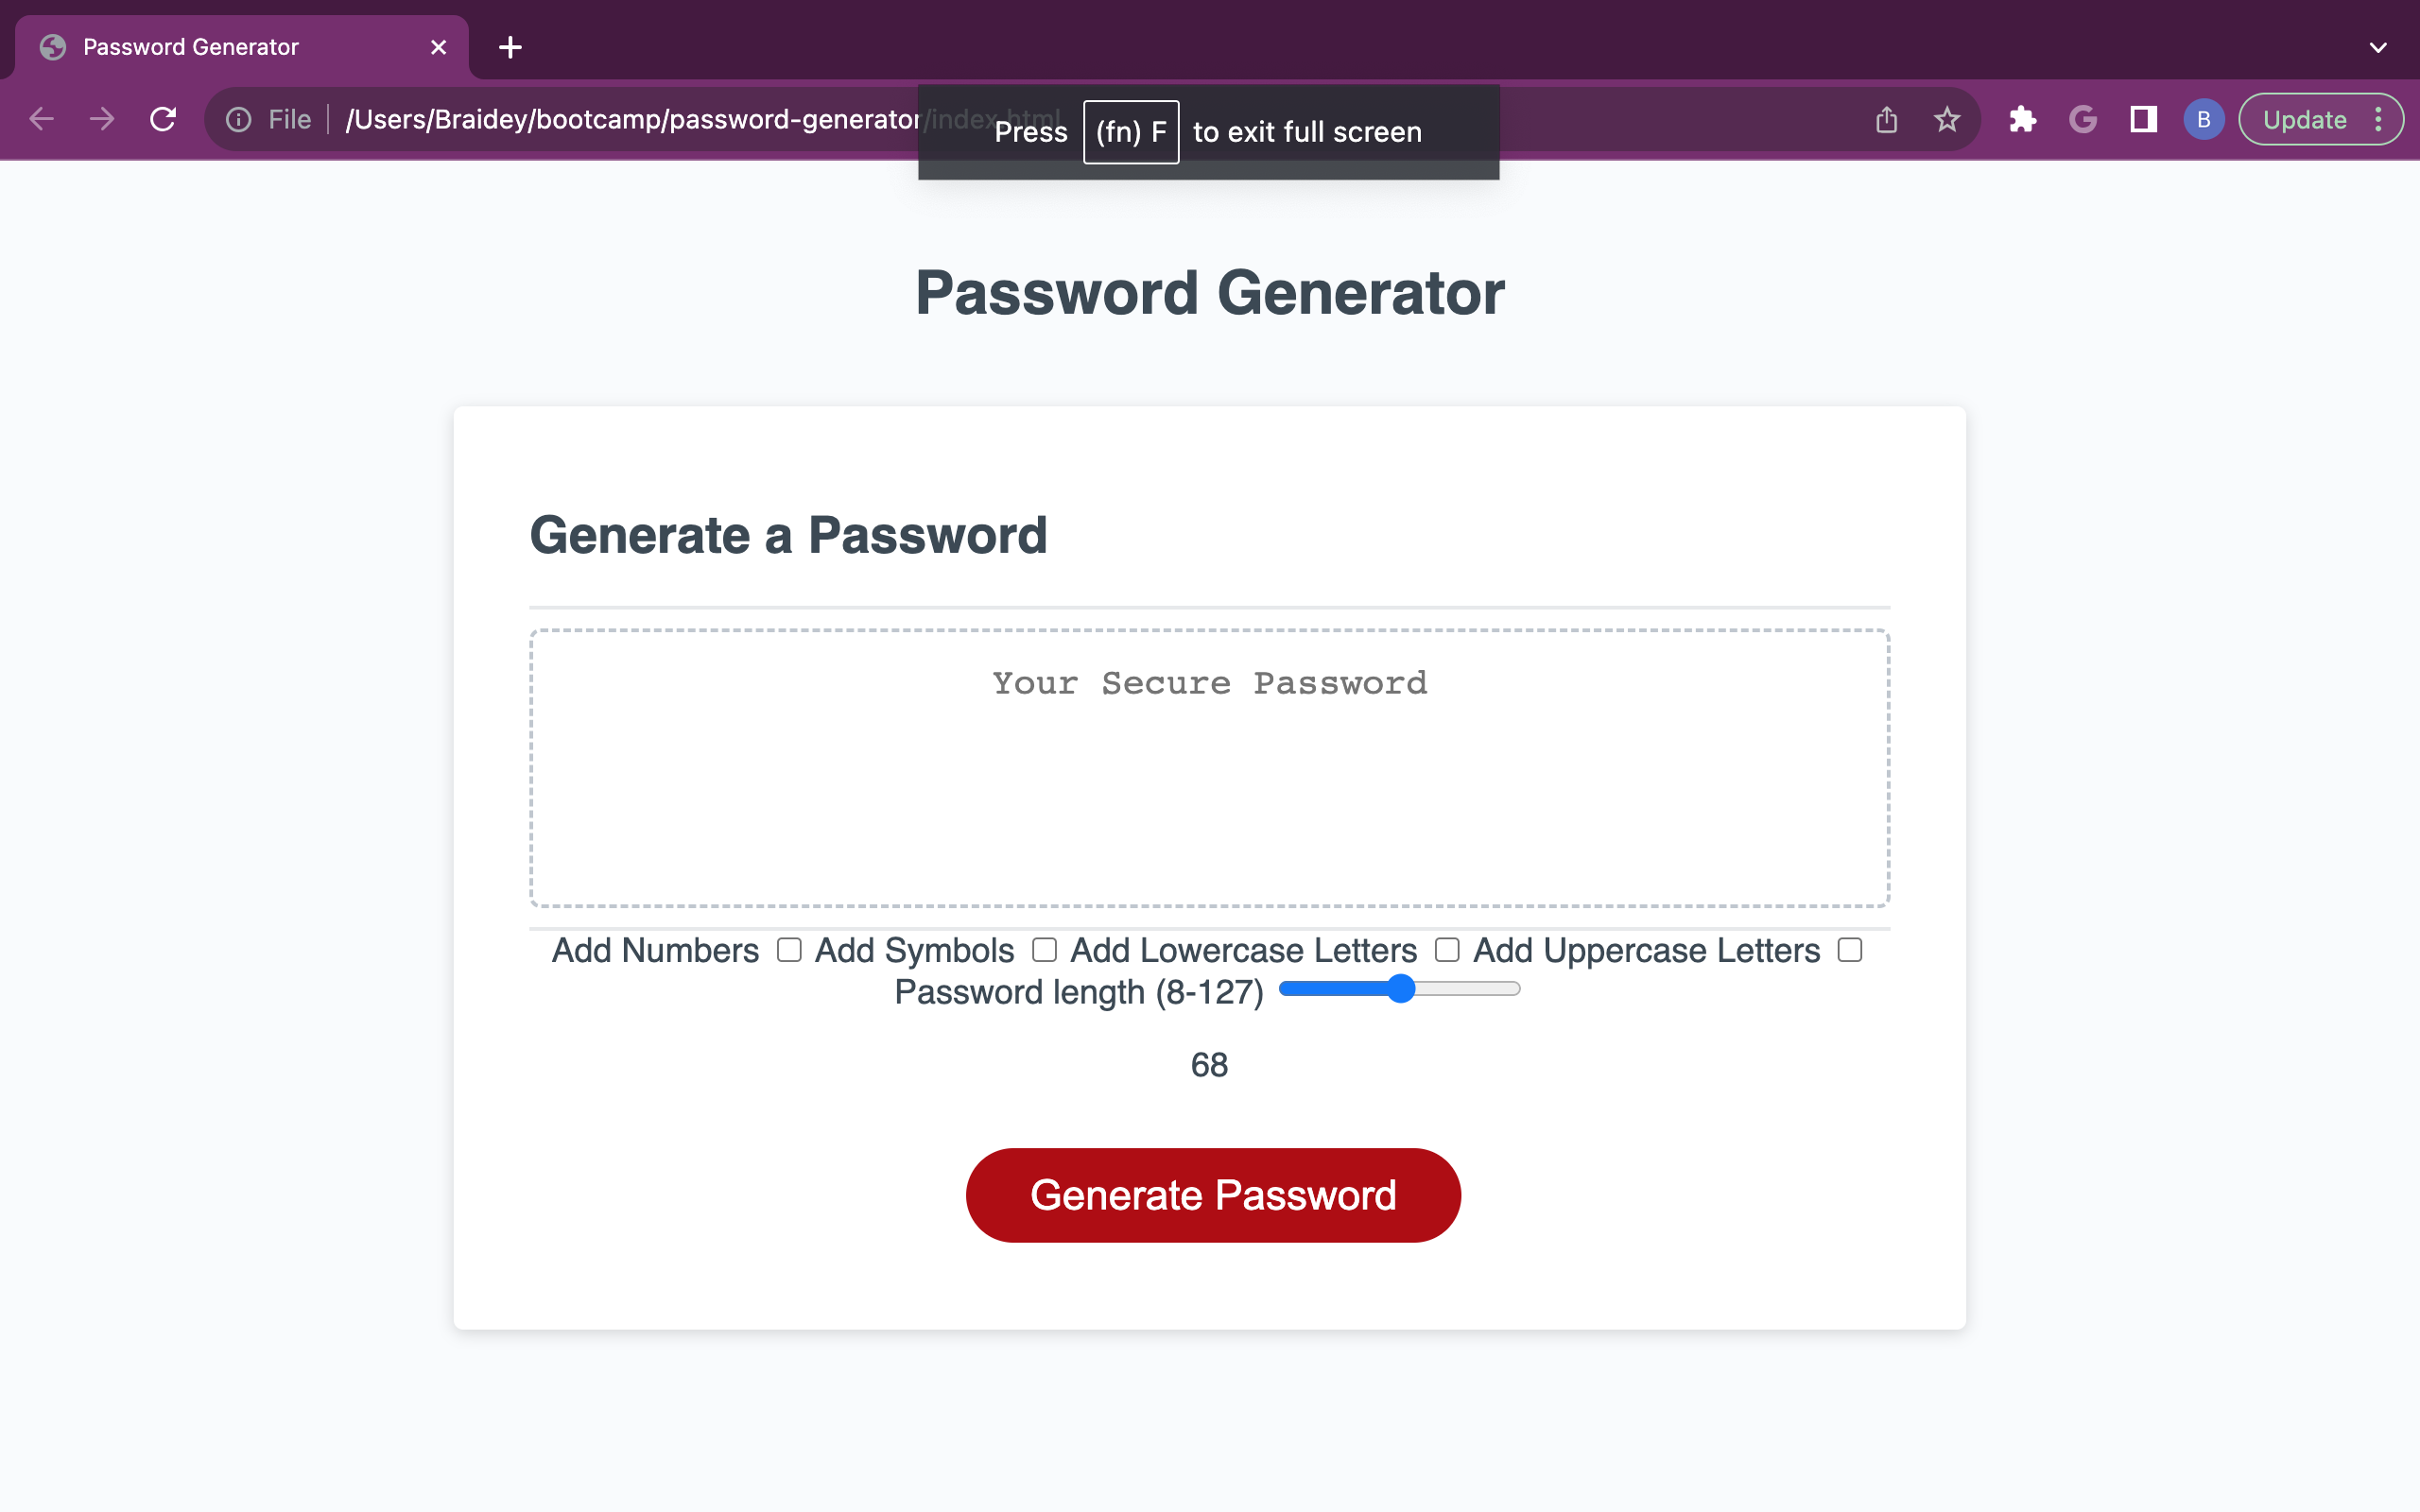 Password Generator
File /Users/Braidey/bootcamp/password-generator/index.html
Press (fn) F to exit full screen
B Update
Password Generator
Generate a Password
Your Secure Password
Add Numbers Add Symbols Add Lowercase Letters Add Uppercase Letters
Password length (8-127)
68
Generate Password